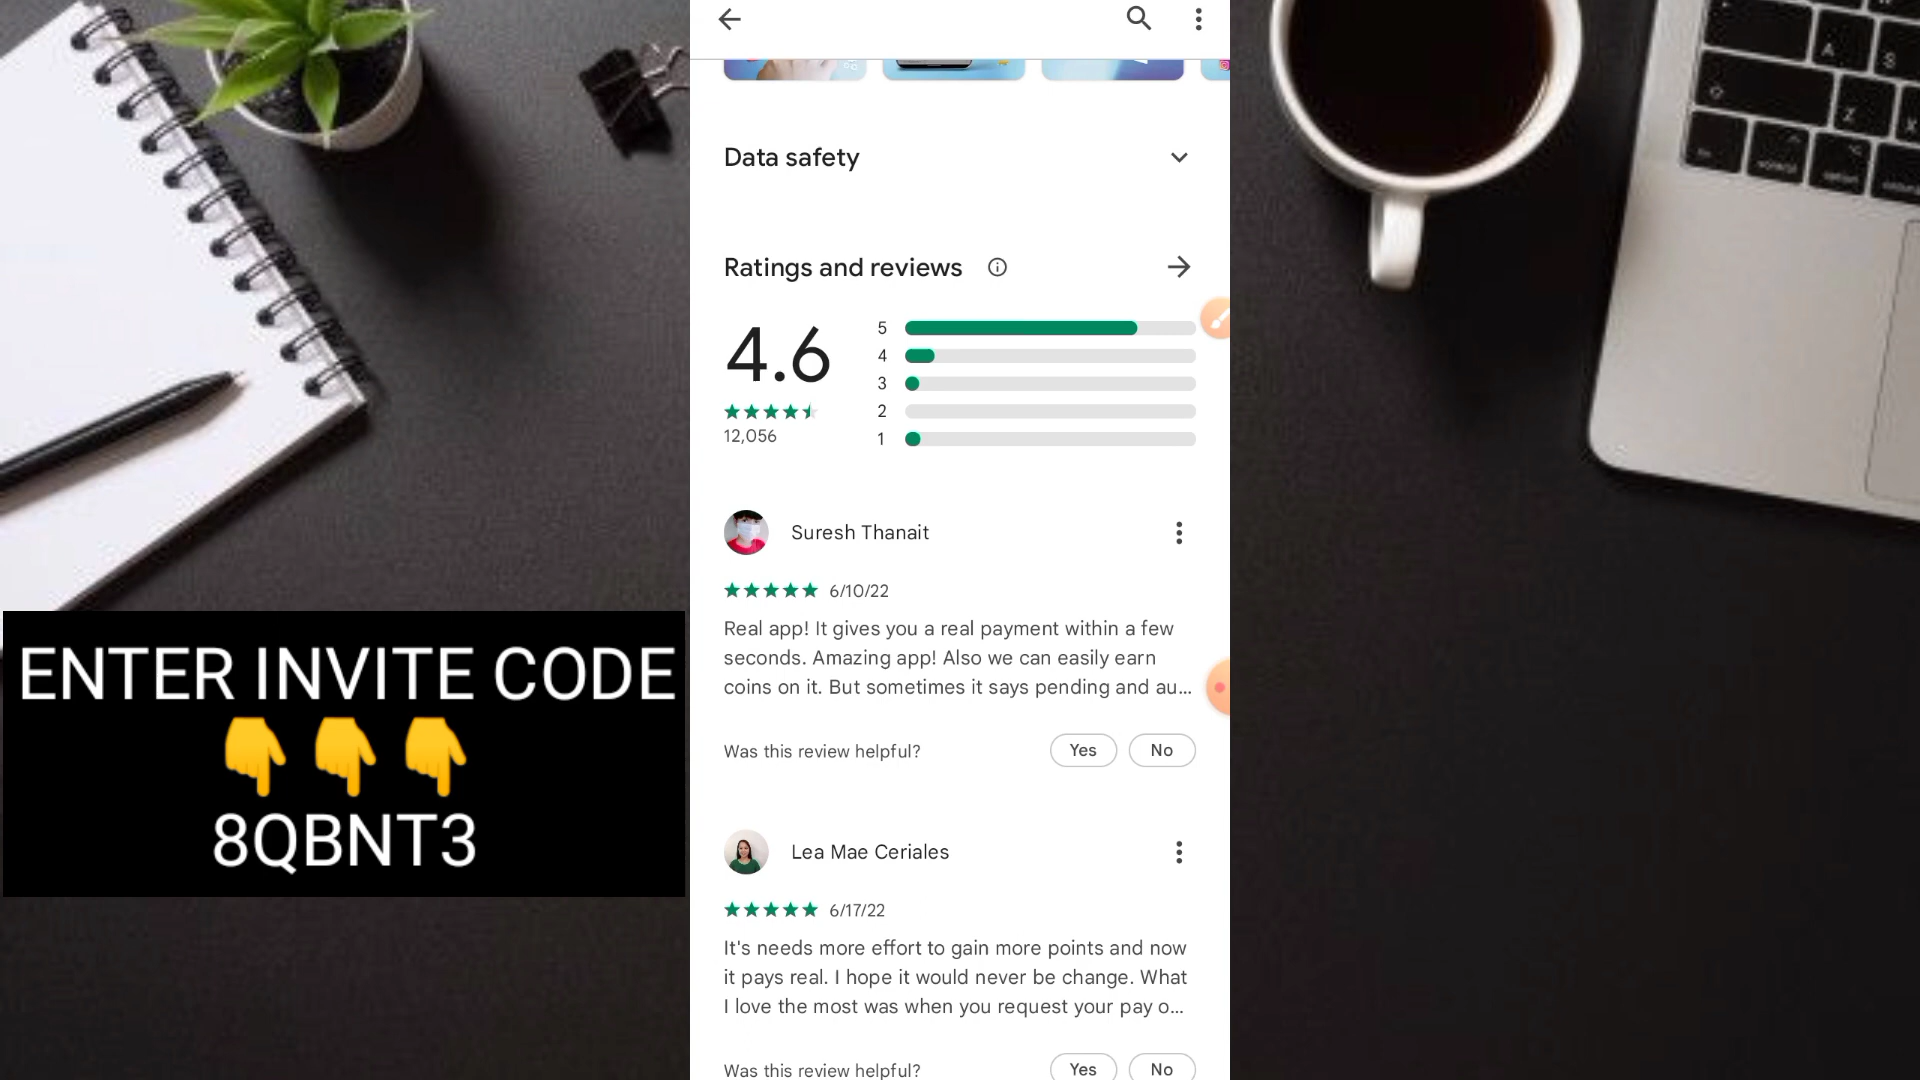 Data safety
Ratings and reviews
4.6
12,056
5
4
3
2
1
Suresh Thanait
6/10/22
Real app! It gives you a real payment within a few
seconds. Amazing app! Also we can easily earn
coins on it. But sometimes it says pending and au...
Was this review helpful? Yes No
Lea Mae Ceriales
6/17/22
It's needs more effort to gain more points and now
it pays real. I hope it would never be change. What
I love the most was when you request your pay o...
Was this review helpful? Yes No
ENTER INVITE CODE
👇👇👇
8QBNT3
A
S
Z
X
control
option